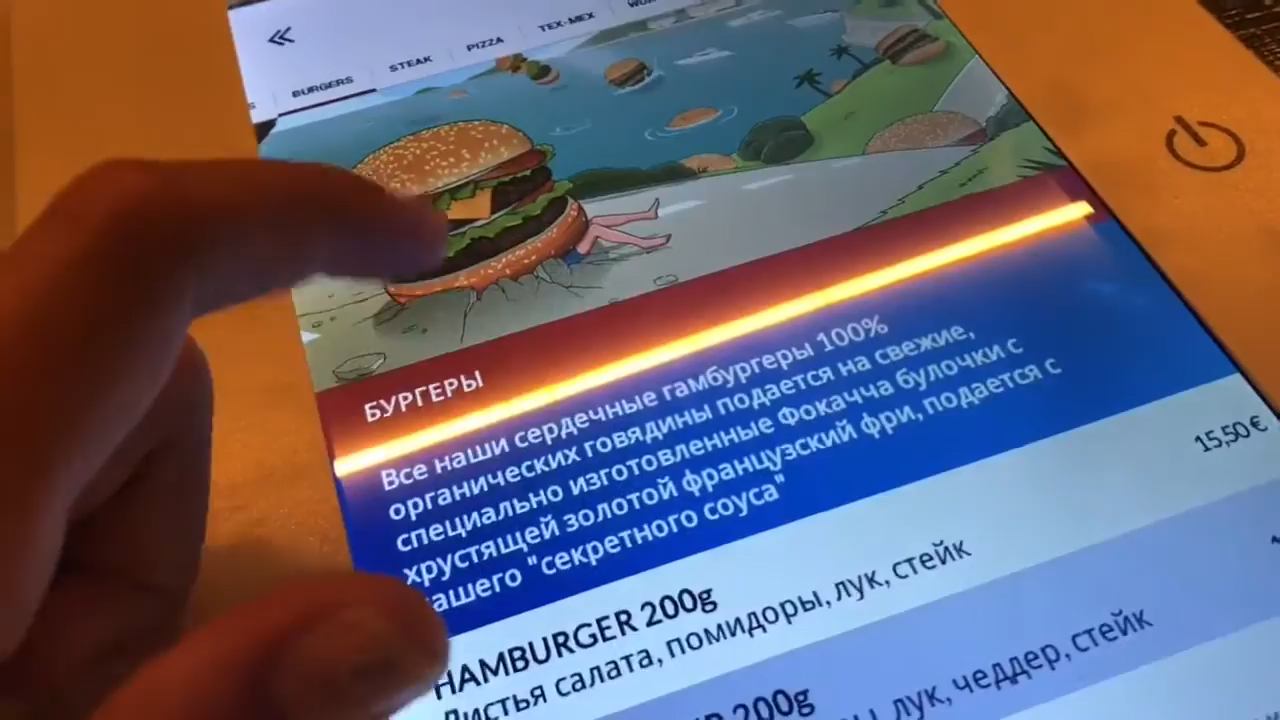 BURGERS
STEAK
PIZZA
TEX-MEX
БУРГЕРЫ
Все наши сердечные гамбургеры 100%
органических говядины подается на свежие,
специально изготовленные Фокачча булочки с
хрустящей золотой французский фри, подается с
"секретного соуса"
15,50 €
HAMBURGER 200g
Листья салата, помидоры, лук, стейк
200g
лук, чеддер, стейк